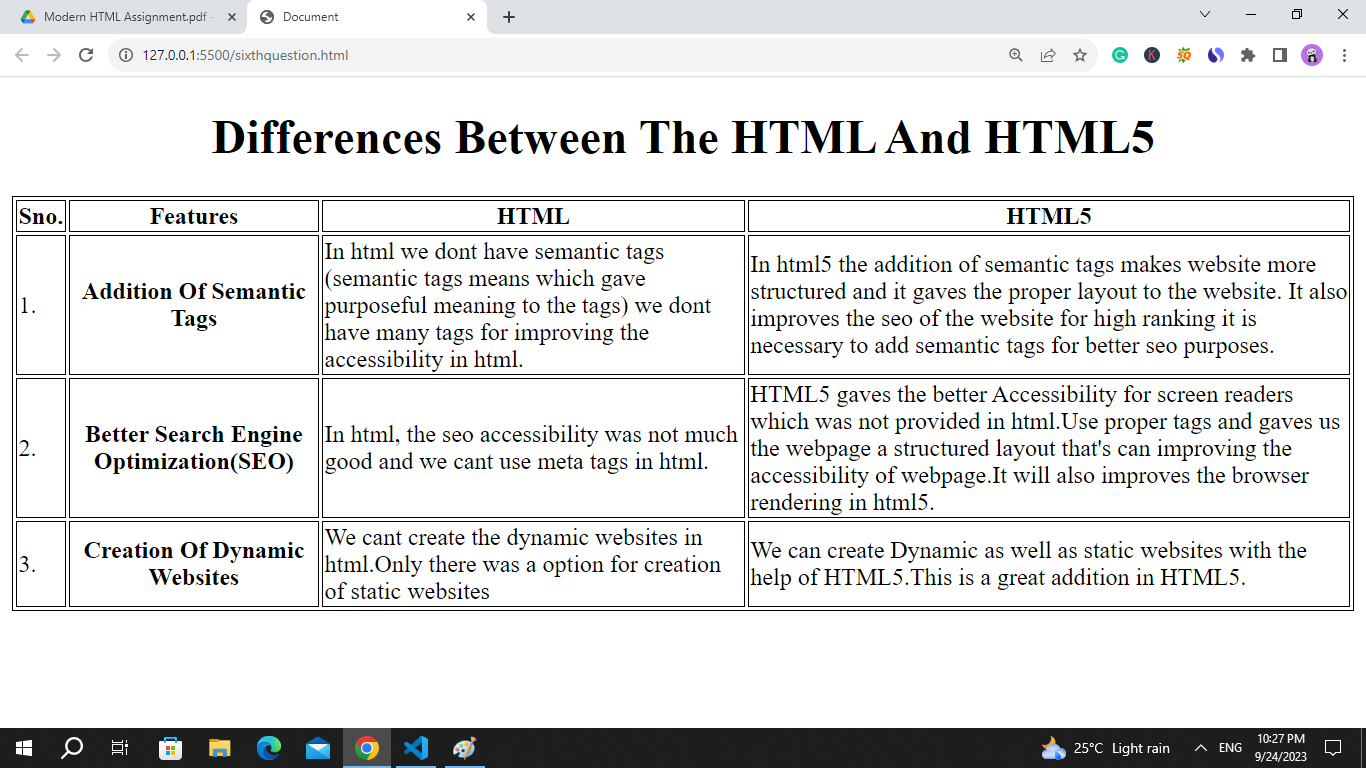 Modern HTML Assignment.pdf -
Document
127.0.0.1:5500/sixthquestion.html
Differences Between The HTML And HTML5
Sno.
Features
HTML
HTML5
1.
Addition Of Semantic
Tags
In html we dont have semantic tags
(semantic tags means which gave
purposeful meaning to the tags) we dont
have many tags for improving the
accessibility in html.
In html5 the addition of semantic tags makes website more
structured and it gaves the proper layout to the website. It also
improves the seo of the website for high ranking it is
necessary to add semantic tags for better seo purposes.
2.
Better Search Engine
Optimization(SEO)
In html, the seo accessibility was not much
good and we cant use meta tags in html.
HTML5 gaves the better Accessibility for screen readers
which was not provided in html.Use proper tags and gaves us
the webpage a structured layout that's can improving the
accessibility of webpage.It will also improves the browser
rendering in html5.
3.
Creation Of Dynamic
Websites
We cant create the dynamic websites in
html.Only there was a option for creation
of static websites
We can create Dynamic as well as static websites with the
help of HTML5.This is a great addition in HTML5.
25°C Light rain
ENG
10:27 PM
9/24/2023